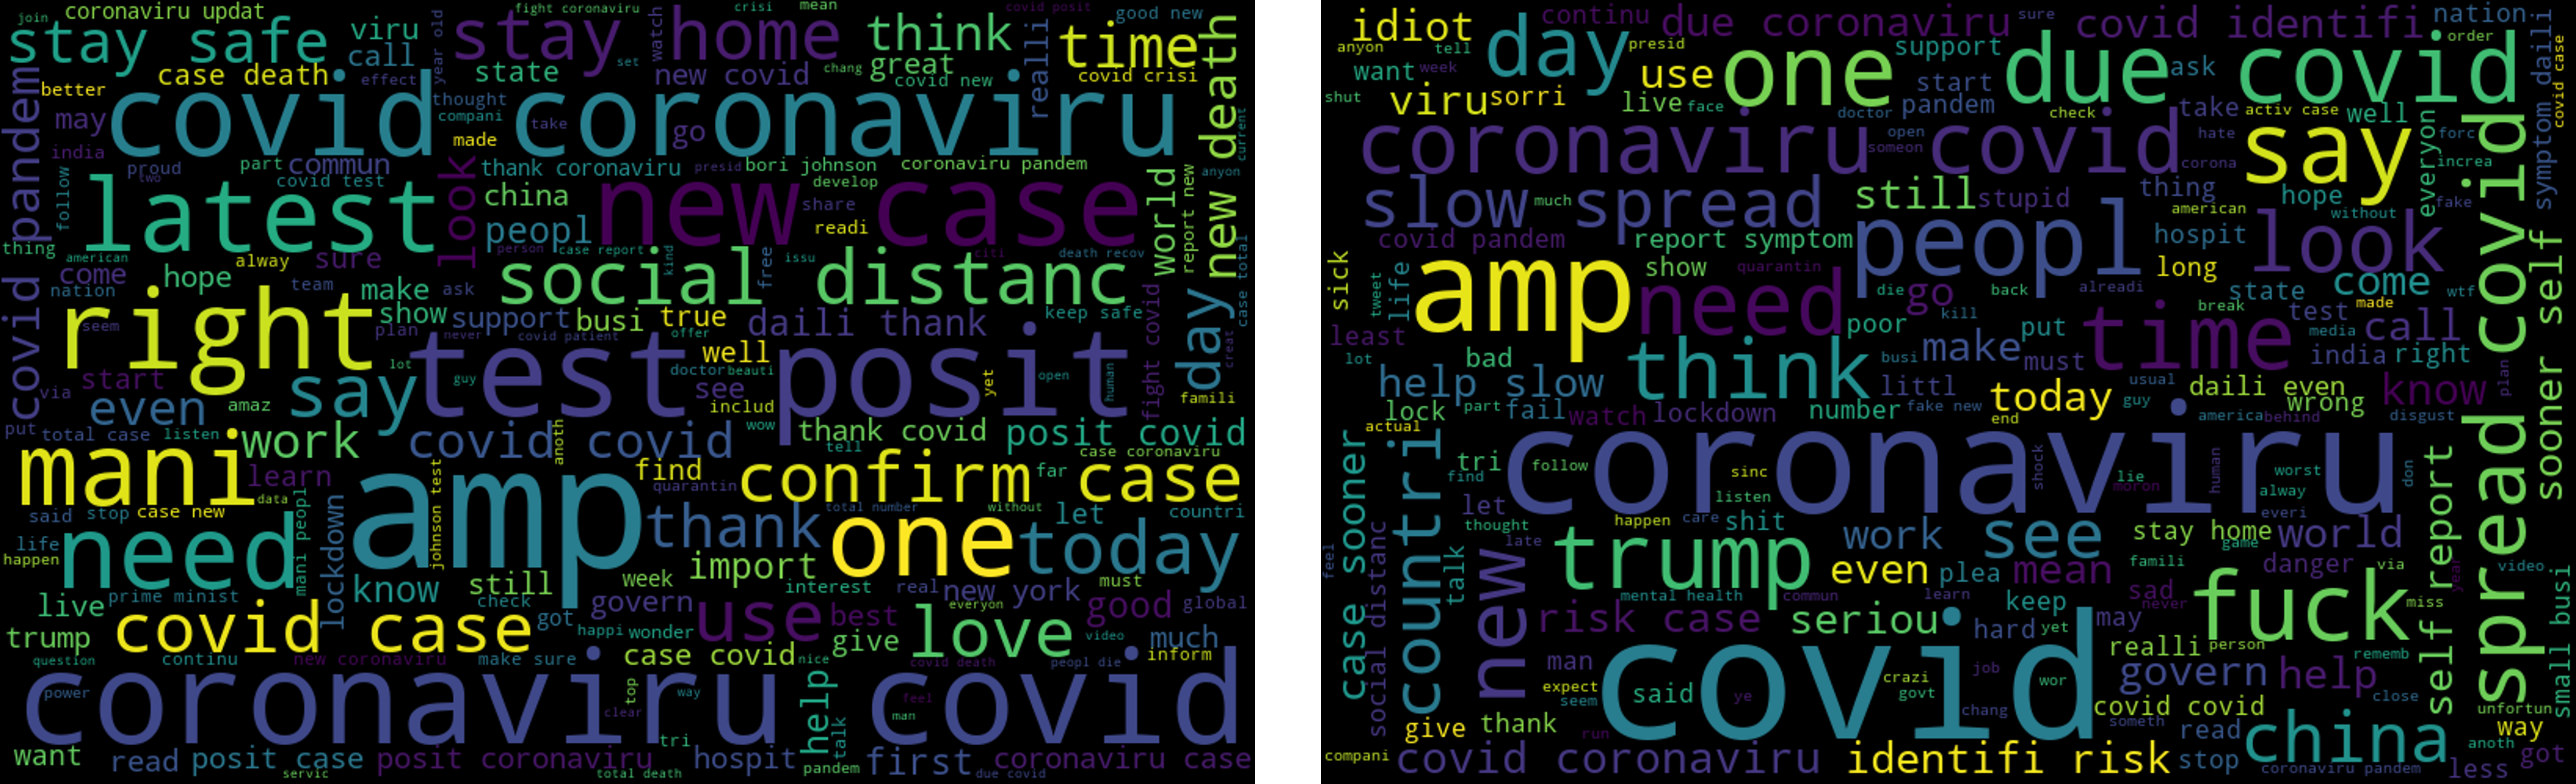 join coronaviru updat
stay safe
viru
call
year old
fight coronaviru
crisi
mean
covid posit
good new
stay home
watch
set
state
new covid
think
great
chang
covid new
realli
time
covid crisi
new death
case death
effect
better
pandem
may
india
covid coronaviru
thought
compani
take
made
go
current
proud
two
part
commun
thank coronaviru
presid
bori johnson
coronaviru pandem
anyon
follow
covid test
latest
look
china
peopl
new case
develop
share
readi
world
report new
thing
american
alway
sure
person
case report
kind
free
issu
citi
death recov
come
nation
hope
team
make
ask
social distanc
case total
covid
right
seem
show
plan
support
never
busi
covid patient
true
offer
daili thank
keep safe
fight covid
day
creat
via
start
lot
say
guy
test posit
doctor
beauti
well
see
includ
yet
open
human
famili
even
amaz
put
total case
listen
work
covid covid
anoth
wow
thank covid
tell
posit covid
case coronaviru
mani
learn
data
johnson test
amp
find
quarantin
confirm case
far
said
stop
case new
mani peopl
lockdown
thank
total number
without
let
countri
life
happen
need
one
today
know
still
check
week
import
interest
real
new york
must
live
prime minist
covid case
got
govern
use
best
everyon
good
global
trump
happi
wonder
give
love
video
much
inform
question
continu
new coronaviru
make sure
case covid
nice
covid death
peopl die
power
coronaviru covid
top
way
clear
help
talk
feel
man
want
read
posit case
servic
posit coronaviru
tri
total death
hospit
pandem
first
due covid
coronaviru case
idiot
anyon
tell
continu
due coronaviru
sure
covid identifi
nation
order
day
presid
one
support
due covid
ask
want
week
use
start
shut
viru
sorri
live
face
doctor
pandem
check
take
activ case
well
symptom daili
covid case
coronaviru covid
open
someon
hate
corona
say
everyon
forc
increa
slow spread
much
still
stupid
thing
american
hope
without
fake
covid pandem
report symptom
peopl
hospit
look
sick
tweet
life
amp
show
quarantin
need
die
go
back
alreadi
long
state
come
wtf
made
least
lot
bad
poor
kill
put
time
break
test
media
call
india
right
help slow
think
busi
make
must
littl
today
usual
guy
daili
even
wrong
know
plan
lock
part
fail
watch
lockdown
number
fake new
end
america
behind
disgust
actual
countri
tri
find
follow
coronaviru
sinc
listen
shock
lie
moron
human
worst
alway
everi
don
let
thought
late
happen
care
shit
work
see
stay home
game
world
case sooner
social distanc
feel
talk
new
trump
even
plea
mean
famili
danger
via
video
year
mental health
commun
learn
keep
sad
never
fuck
miss
risk case
seriou
hard
yet
may
realli
person
rememb
self report
spread covid
sooner self
small busi
man
expect
seem
said
covid
ye
job
crazi
govt
wor
chang
govern
help
close
covid covid
someth
read
stop
china
unfortun
way
anoth
got
less
give
thank
run
compani
covid coronaviru
identifi risk
coronaviru pandem